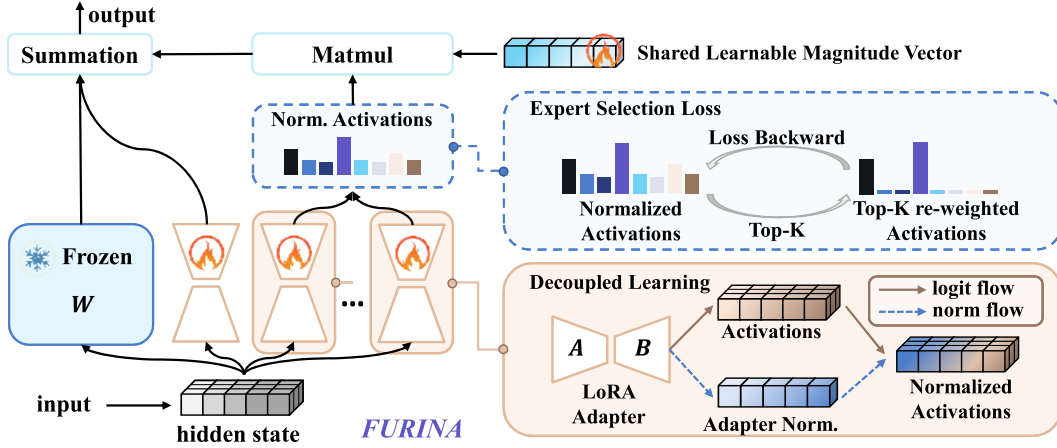 output
Summation
Matmul
Shared Learnable Magnitude Vector
Norm. Activations
Expert Selection Loss
Loss Backward
Normalized
Activations
Top-K
Top-K re-weighted
Activations
Frozen
W
...
Decoupled Learning
logit flow
norm flow
Activations
A
B
LoRA
Adapter
Adapter Norm.
Normalized
Activations
input
hidden state
FURINA